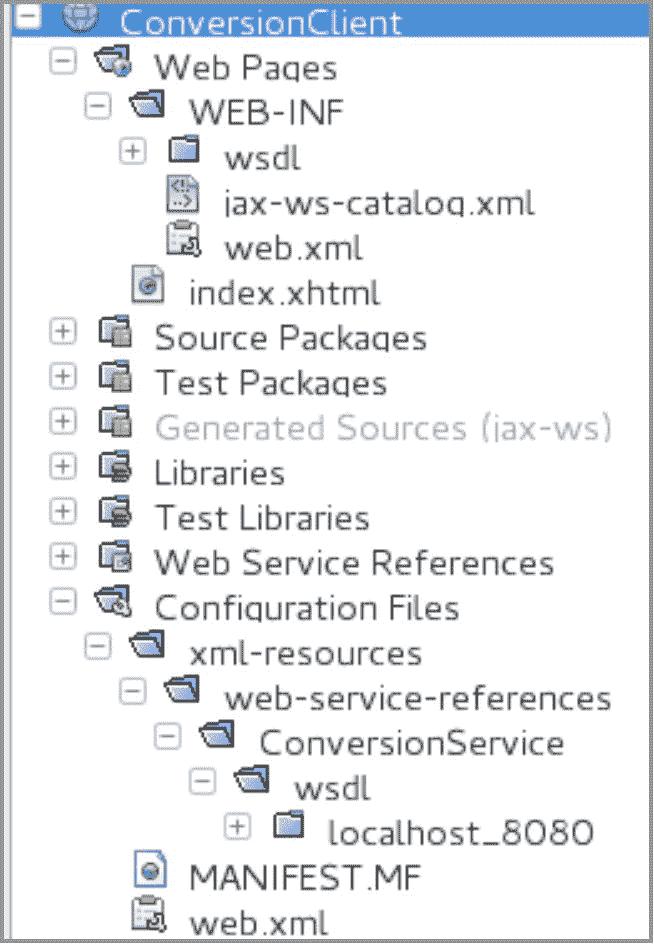 ConversionClient
Web Pages
WEB-INF
wsdl
jax-ws-catalog.xml
web.xml
index.xhtml
Source Packages
Test Packages
Generated Sources (jax-ws)
Libraries
Test Libraries
Web Service References
Configuration Files
xml-resources
web-service-references
ConversionService
wsdl
localhost_8080
MANIFEST.MF
web.xml